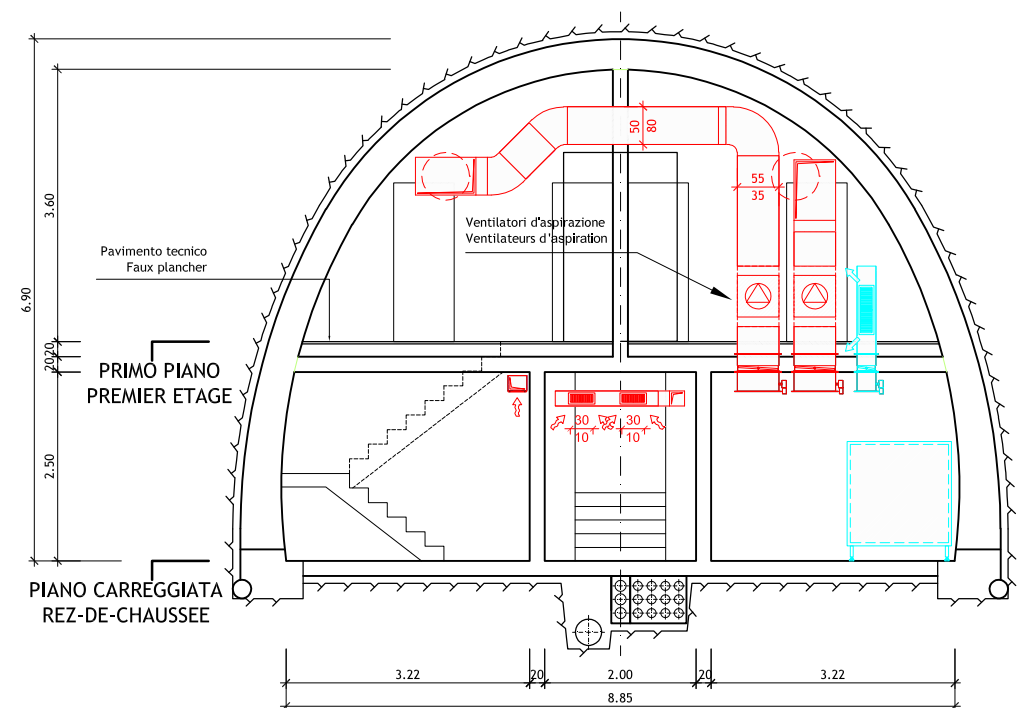 50
80
55
35
Ventilatori d'aspirazione
Ventilateurs d'aspiration
Pavimento tecnico
Faux plancher
3.60
6.90
20
20
2.50
PRIMO PIANO
PREMIER ETAGE
30
10
30
10
PIANO CARREGGIATA
REZ-DE-CHAUSSEE
3.22
20
2.00
20
3.22
8.85